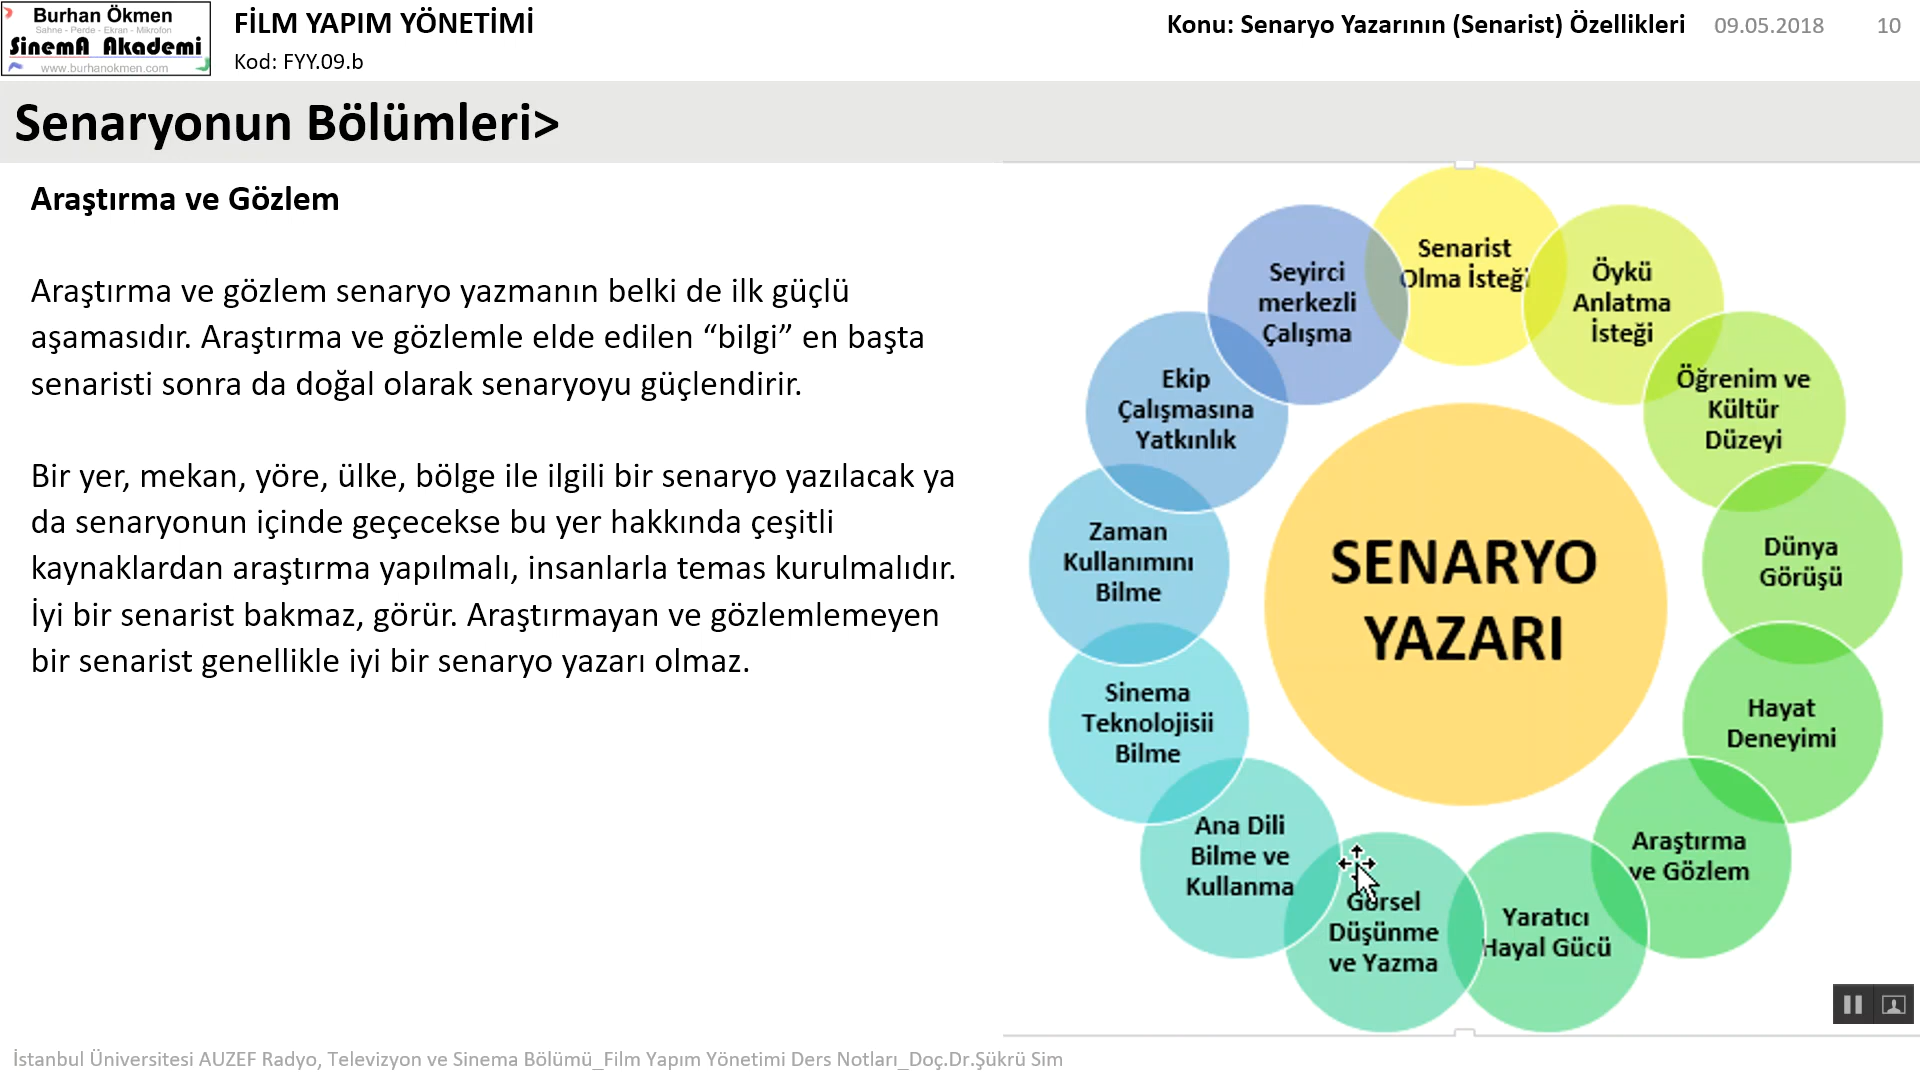 Burhan Ökmen
Sahne - Perde - Ekran - Mikrofon
SinemA Akademi
www.burhanokmen.com
FİLM YAPIM YÖNETİMİ
Kod: FYY.09.b
Konu: Senaryo Yazarının (Senarist) Özellikleri
09.05.2018
10
Senaryonun Bölümleri>
Araştırma ve Gözlem
Araştırma ve gözlem senaryo yazmanın belki de ilk güçlü
aşamasıdır. Araştırma ve gözlemle elde edilen “bilgi” en başta
senaristi sonra da doğal olarak senaryoyu güçlendirir.
Bir yer, mekan, yöre, ülke, bölge ile ilgili bir senaryo yazılacak ya
da senaryonun içinde geçecekse bu yer hakkında çeşitli
kaynaklardan araştırma yapılmalı, insanlarla temas kurulmalıdır.
İyi bir senarist bakmaz, görür. Araştırmayan ve gözlemlemeyen
bir senarist genellikle iyi bir senaryo yazarı olmaz.
SENARYO
YAZARI
Senarist
Olma İsteği
Öykü
Anlatma
İsteği
Öğrenim ve
Kültür
Düzeyi
Dünya
Görüşü
Hayat
Deneyimi
Araştırma
ve Gözlem
Yaratıcı
Hayal Gücü
Görsel
Düşünme
ve Yazma
Ana Dili
Bilme ve
Kullanma
Sinema
Teknolojisii
Bilme
Zaman
Kullanımını
Bilme
Ekip
Çalışmasına
Yatkınlık
Seyirci
merkezli
Çalışma
İstanbul Üniversitesi AUZEF Radyo, Televizyon ve Sinema Bölümü_Film Yapım Yönetimi Ders Notları_Doç.Dr.Şükrü Sim